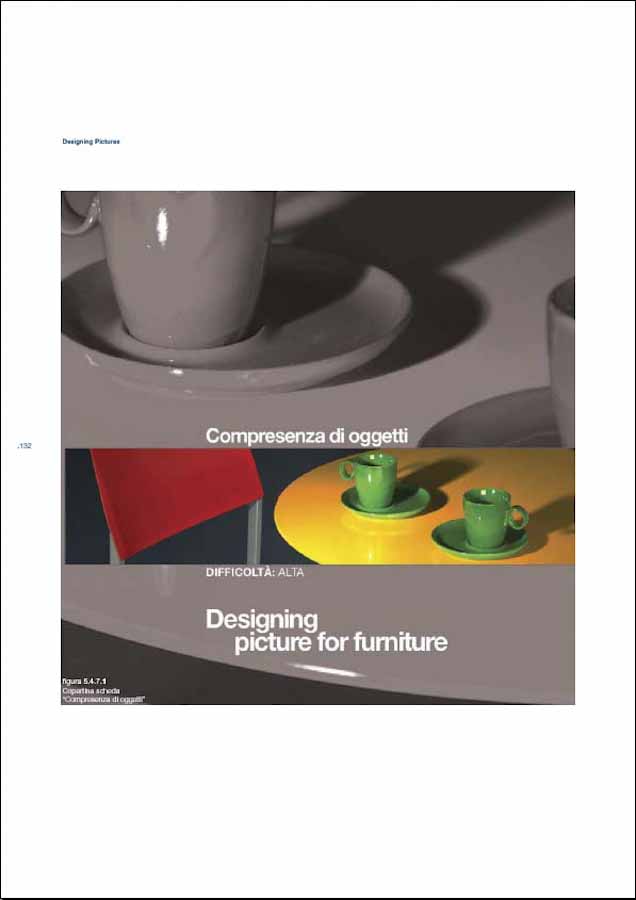 Designing Pictures
.132
Compresenza di oggetti
DIFFICOLTÀ: ALTA
Designing
picture for furniture
figura 5.4.7.1
Copertina scheda
"Compresenza di oggetti"